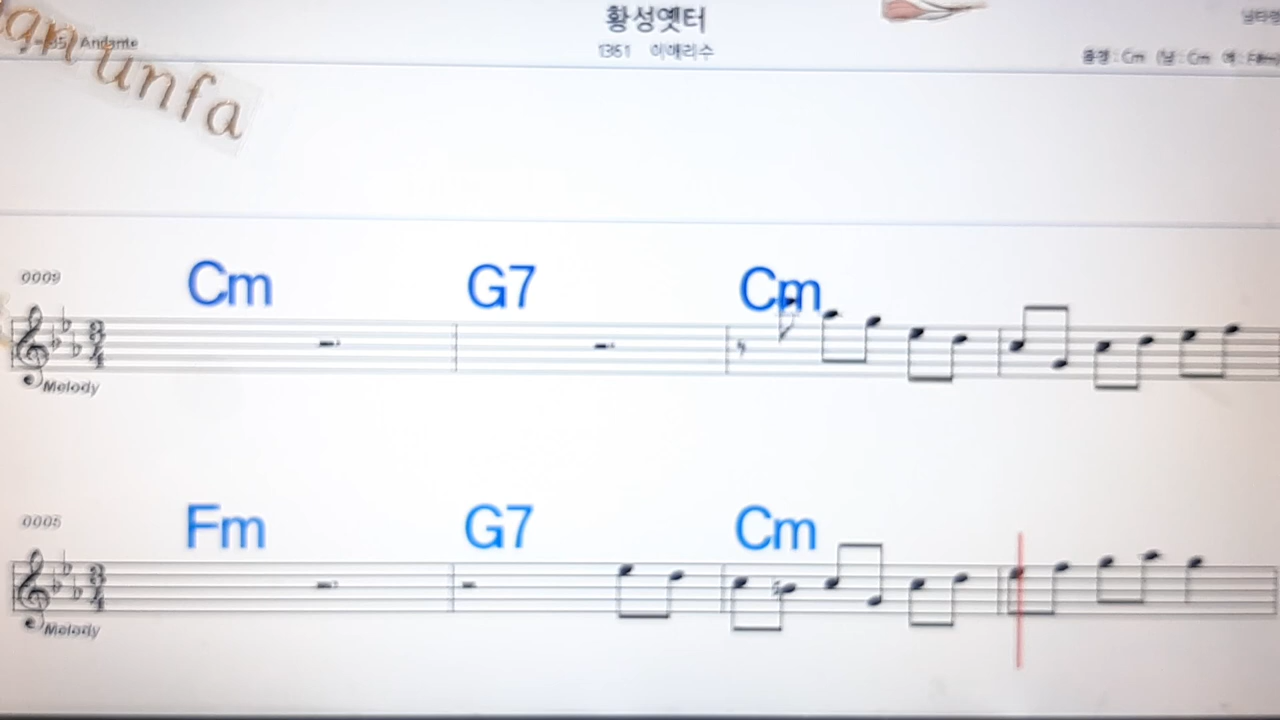 황성옛터
1361 이애리수
Andante
unfa
0009
Cm G7 Cm
Melody
0005
Fm G7 Cm
Melody